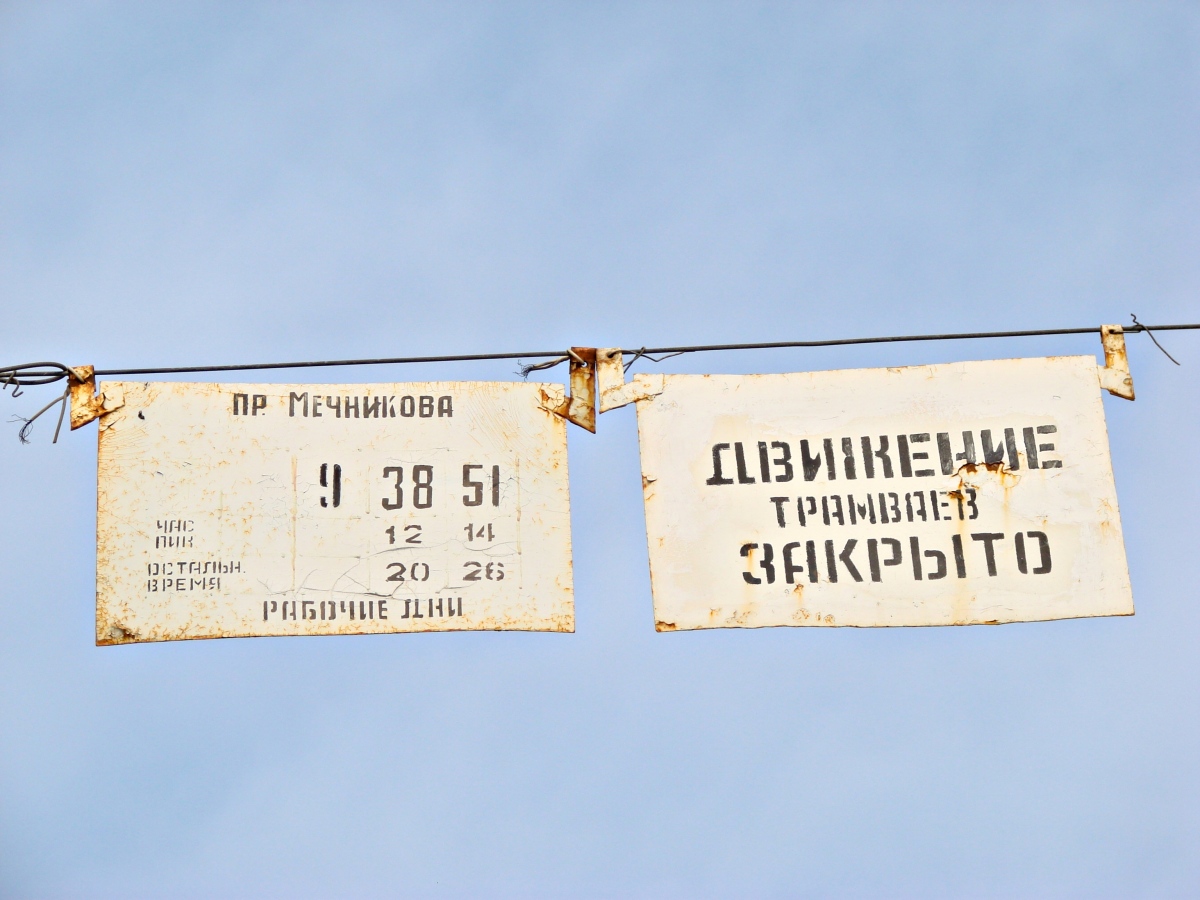 ПР. МЕЧНИКОВА
9 38 51
ЧАС ПИК 12 14
ОСТАЛЬН. ВРЕМЯ 20 26
РАБОЧИЕ ДНИ
ДВИЖЕНИЕ
ТРАМВАЕВ
ЗАКРЫТО